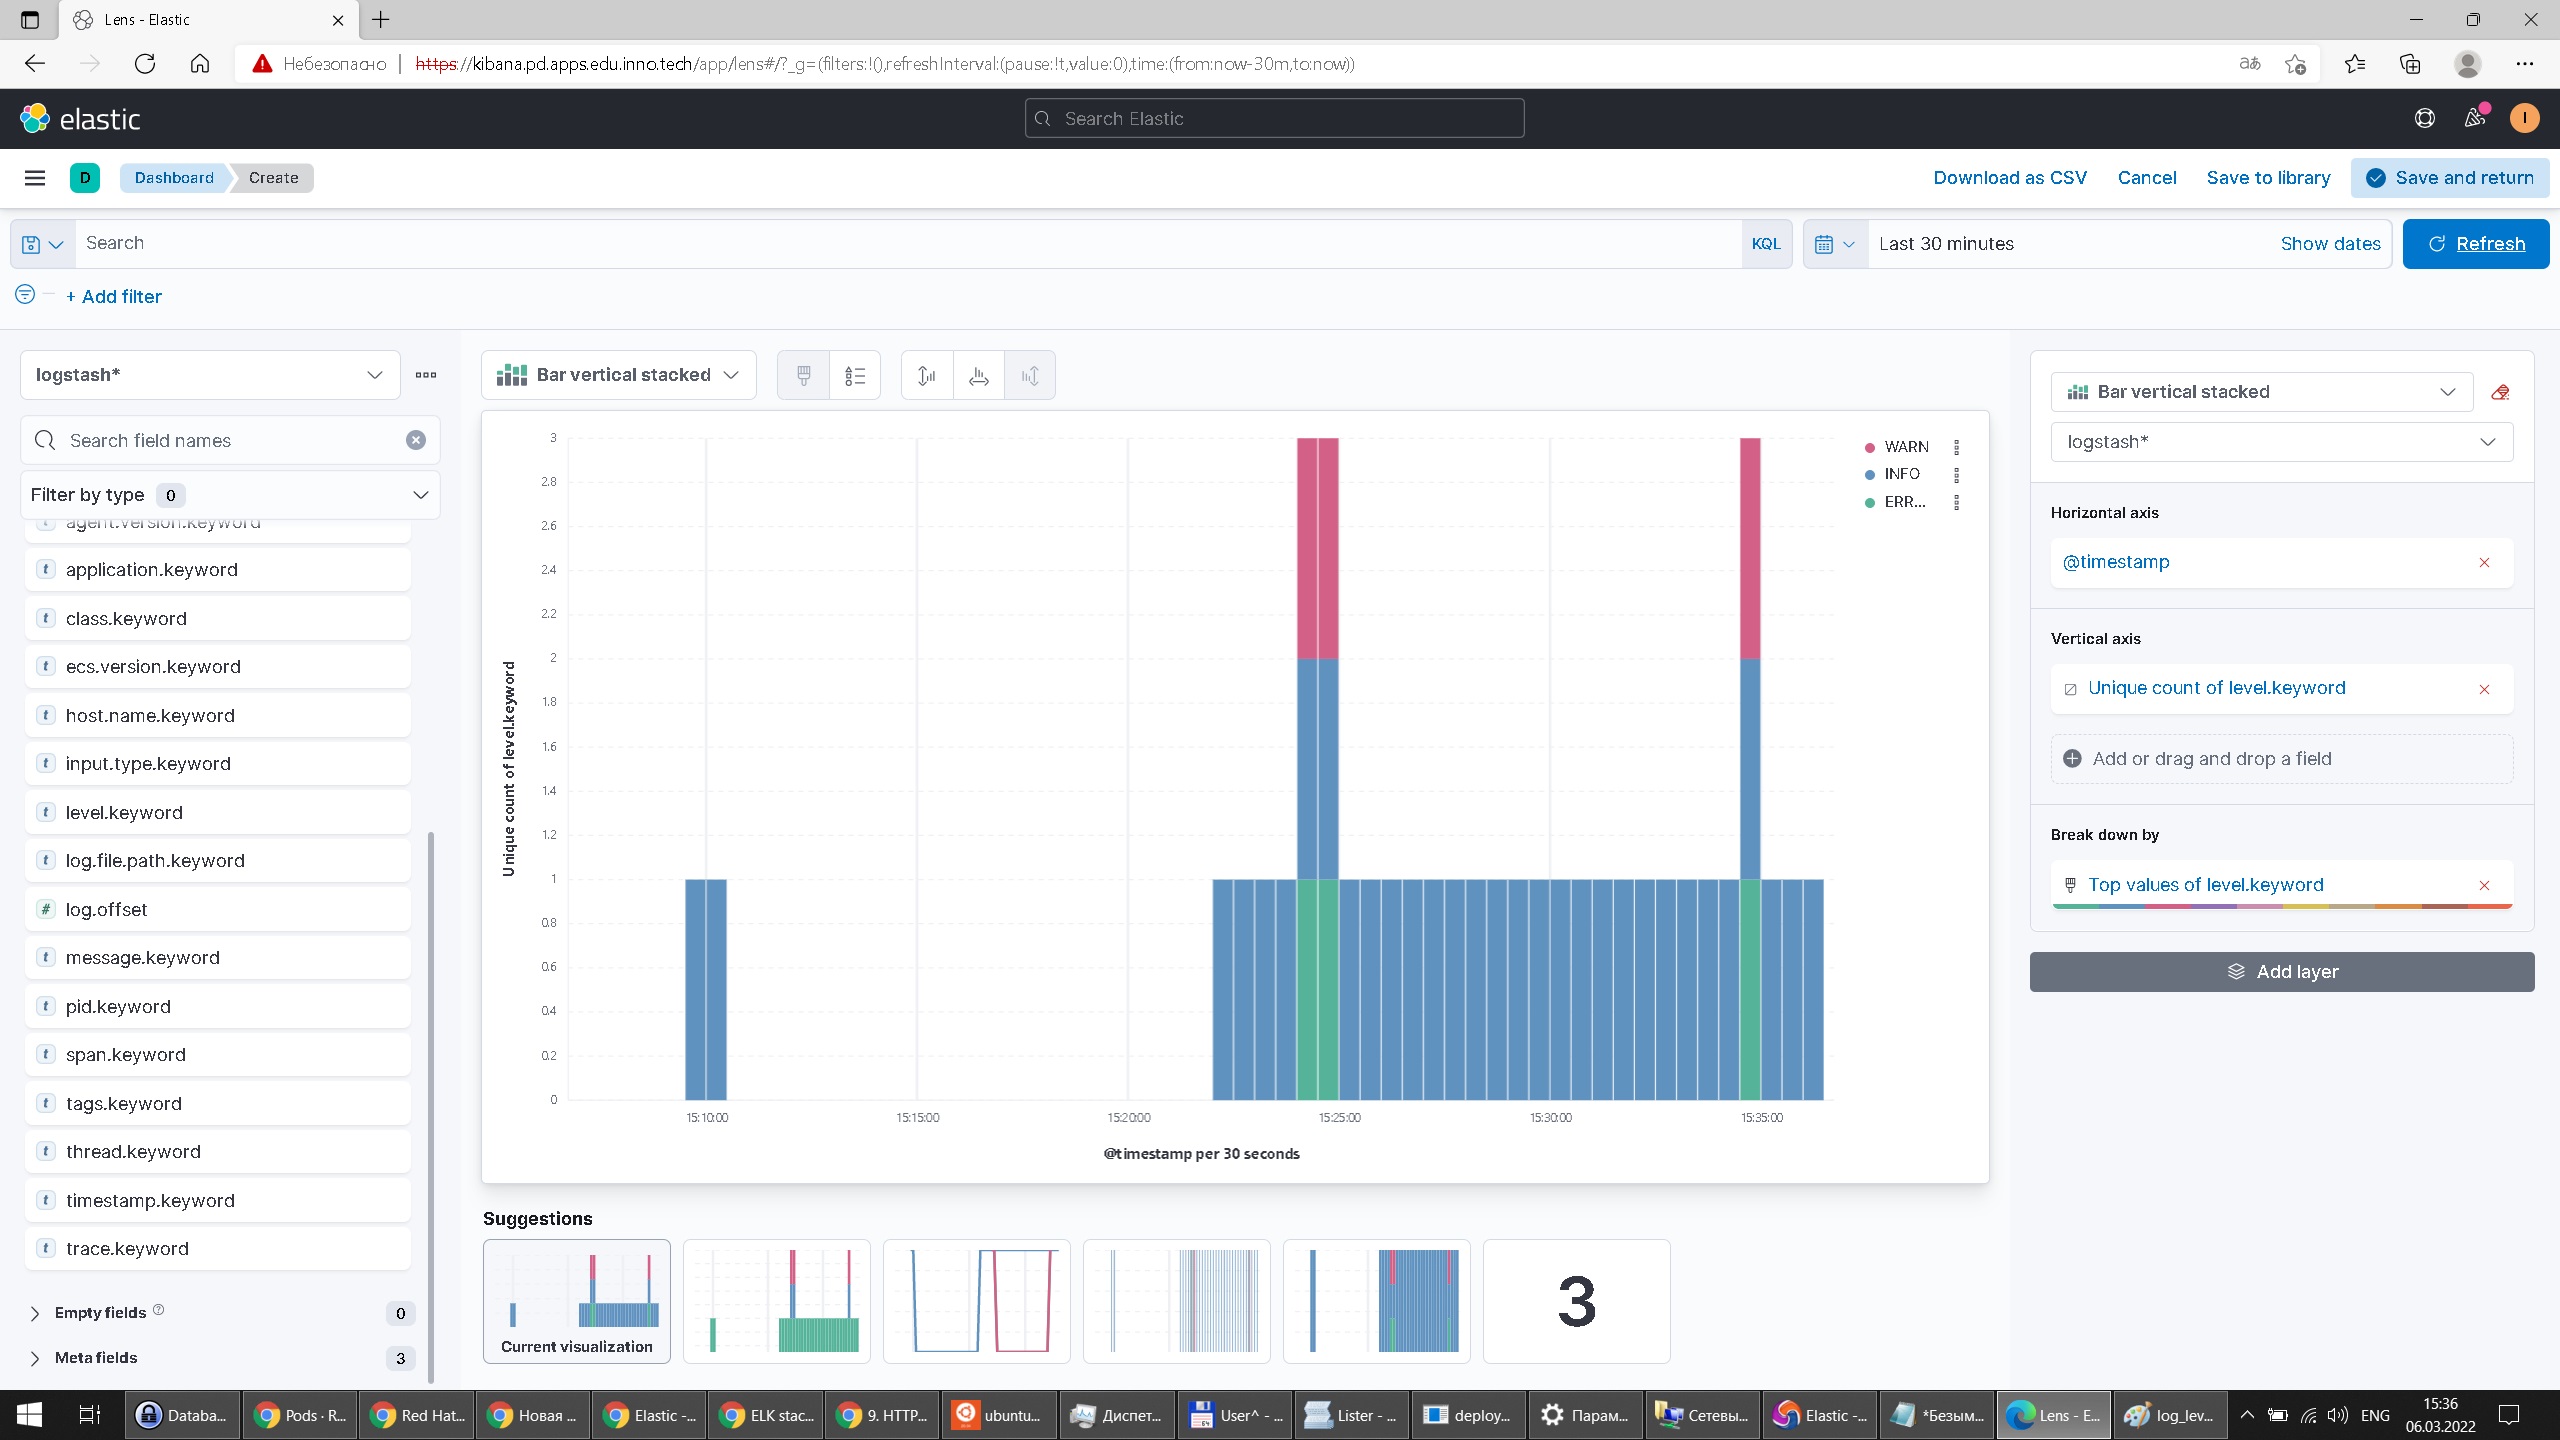 Lens - Elastic
Небезопасно
https://kibana.pd.apps.edu.inno.tech/app/lens#/?_g=(filters:!(),refreshInterval:(pause:!t,value:0),time:(from:now-30m,to:now))
elastic
Search Elastic
I
D
Dashboard
Create
Download as CSV
Cancel
Save to library
Save and return
Search
KQL
Last 30 minutes
Show dates
Refresh
+ Add filter
logstash*
Search field names
Filter by type 0
agent.version.keyword
t application.keyword
t class.keyword
t ecs.version.keyword
t host.name.keyword
t input.type.keyword
t level.keyword
t log.file.path.keyword
# log.offset
t message.keyword
t pid.keyword
t span.keyword
t tags.keyword
t thread.keyword
t timestamp.keyword
t trace.keyword
Empty fields 0
Meta fields 3
Bar vertical stacked
3
2.8
2.6
2.4
2.2
2
1.8
1.6
1.4
1.2
1
0.8
0.6
0.4
0.2
0
Unique count of level.keyword
15:10:00
15:15:00
15:20:00
15:25:00
15:30:00
15:35:00
@timestamp per 30 seconds
WARN
INFO
ERR...
Suggestions
Current visualization
3
Bar vertical stacked
logstash*
Horizontal axis
@timestamp
Vertical axis
Unique count of level.keyword
Add or drag and drop a field
Break down by
Top values of level.keyword
Add layer
Databa...
Pods · R...
Red Hat...
Новая ...
Elastic -...
ELK stac...
9. HTTP...
ubuntu...
Диспет...
User^ - ...
Lister - ...
deploy...
Парам...
Сетевы...
Elastic -...
*Безым...
Lens - E...
log_lev...
ENG
15:36
06.03.2022